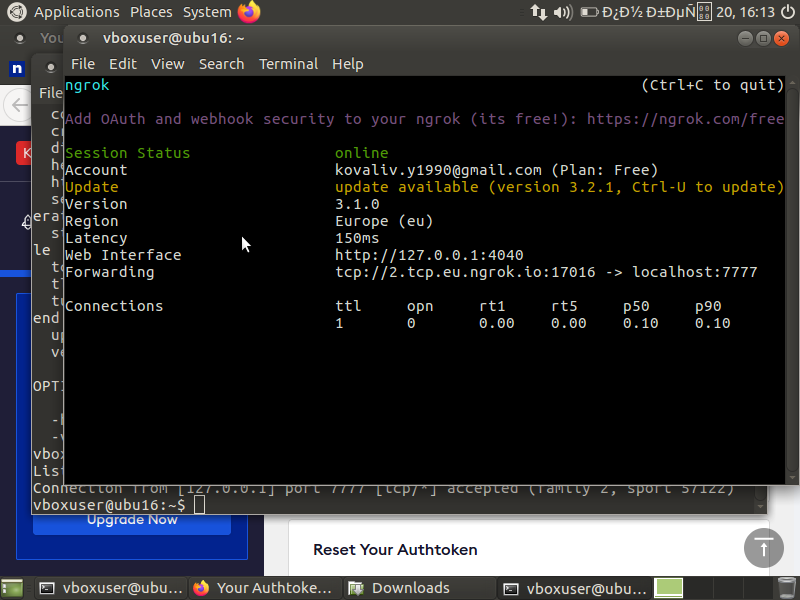 Applications Places System
Ð¿Ð½ Ð±ÐµÑ 20, 16:13
You
vboxuser@ubu16: ~
File Edit View Search Terminal Help
ngrok (Ctrl+C to quit)
Add OAuth and webhook security to your ngrok (its free!): https://ngrok.com/free
Session Status online
Account kovaliv.y1990@gmail.com (Plan: Free)
Update update available (version 3.2.1, Ctrl-U to update)
Version 3.1.0
Region Europe (eu)
Latency 150ms
Web Interface http://127.0.0.1:4040
Forwarding tcp://2.tcp.eu.ngrok.io:17016 -> localhost:7777
Connections ttl opn rt1 rt5 p50 p90
1 0 0.00 0.00 0.10 0.10
n
File
K
erat
le
end
OPTI
vbox
List
Connection from [127.0.0.1] port 7777 [tcp/*] accepted (family 2, sport 57122)
vboxuser@ubu16:~$
Upgrade Now
Reset Your Authtoken
vboxuser@ubu... Your Authtoke... Downloads vboxuser@ubu...